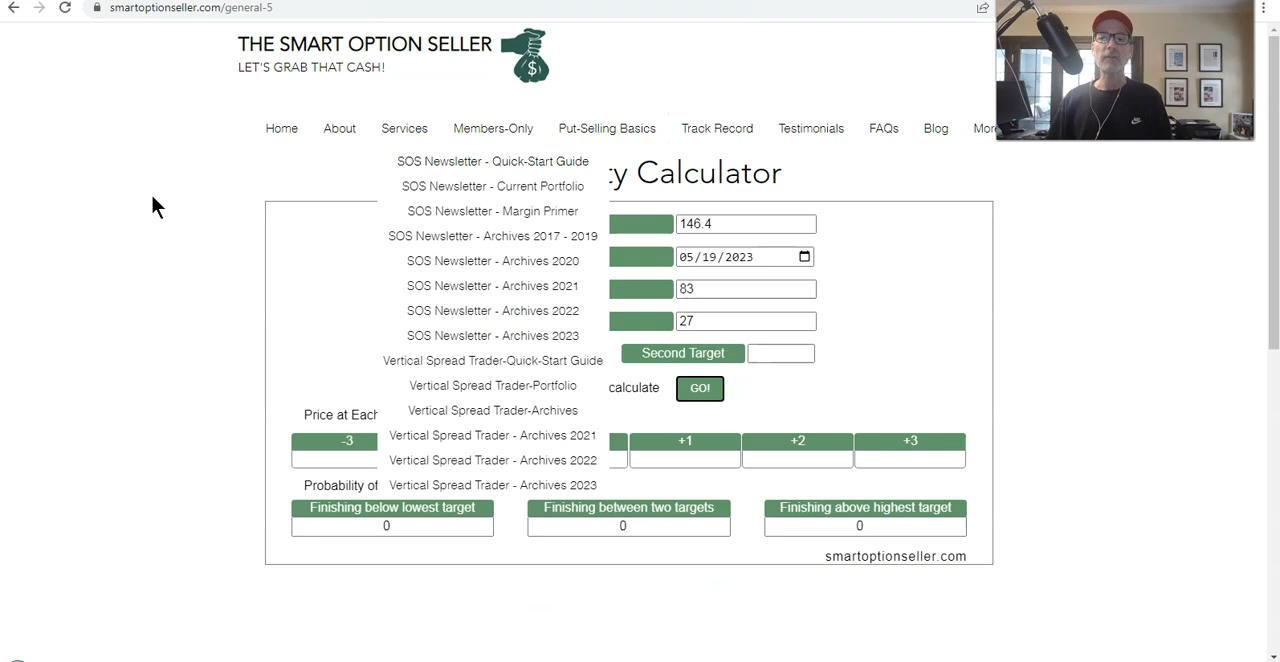 smartoptionseller.com/general-5
THE SMART OPTION SELLER
LET'S GRAB THAT CASH!
$
Home About Services Members-Only Put-Selling Basics Track Record Testimonials FAQs Blog More
SOS Newsletter - Quick-Start Guide
SOS Newsletter - Current Portfolio
SOS Newsletter - Margin Primer
SOS Newsletter - Archives 2017 - 2019
SOS Newsletter - Archives 2020
SOS Newsletter - Archives 2021
SOS Newsletter - Archives 2022
SOS Newsletter - Archives 2023
Vertical Spread Trader-Quick-Start Guide
Vertical Spread Trader-Portfolio
Vertical Spread Trader-Archives
Vertical Spread Trader - Archives 2021
Vertical Spread Trader - Archives 2022
Vertical Spread Trader - Archives 2023
ty Calculator
146.4
05/19/2023
83
27
Second Target
calculate GO!
Price at Each
-3 +1 +2 +3
Probability of
Finishing below lowest target Finishing between two targets Finishing above highest target
0 0 0
smartoptionseller.com